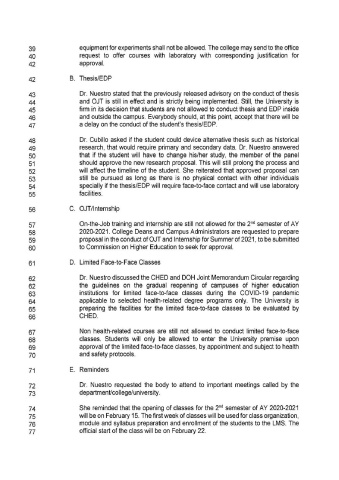 39 equipment for experiments shall not be allowed. The college may send to the office
40 request to offer courses with laboratory with corresponding justification for
42 approval.
42 B. Thesis/EDP
43 Dr. Nuestro stated that the previously released advisory on the conduct of thesis
44 and OJT is still in effect and is strictly being implemented. Still, the University is
45 firm in its decision that students are not allowed to conduct thesis and EDP inside
46 and outside the campus. Everybody should, at this point, accept that there will be
47 a delay on the conduct of the student's thesis/EDP.
48 Dr. Cubillo asked if the student could device alternative thesis such as historical
49 research, that would require primary and secondary data. Dr. Nuestro answered
50 that if the student will have to change his/her study, the member of the panel
51 should approve the new research proposal. This will still prolong the process and
52 will affect the timeline of the student. She reiterated that approved proposal can
53 still be pursued as long as there is no physical contact with other individuals
54 specially if the thesis/EDP will require face-to-face contact and will use laboratory
55 facilities.
56 C. OJT/Internship
57 On-the-Job training and internship are still not allowed for the 2nd semester of AY
58 2020-2021. College Deans and Campus Administrators are requested to prepare
59 proposal in the conduct of OJT and Internship for Summer of 2021, to be submitted
60 to Commission on Higher Education to seek for approval.
61 D. Limited Face-to-Face Classes
62 Dr. Nuestro discussed the CHED and DOH Joint Memorandum Circular regarding
62 the guidelines on the gradual reopening of campuses of higher education
63 institutions for limited face-to-face classes during the COVID-19 pandemic
64 applicable to selected health-related degree programs only. The University is
65 preparing the facilities for the limited face-to-face classes to be evaluated by
66 CHED.
67 Non health-related courses are still not allowed to conduct limited face-to-face
68 classes. Students will only be allowed to enter the University premise upon
69 approval of the limited face-to-face classes, by appointment and subject to health
70 and safety protocols.
71 E. Reminders
72 Dr. Nuestro requested the body to attend to important meetings called by the
73 department/college/university.
74 She reminded that the opening of classes for the 2nd semester of AY 2020-2021
75 will be on February 15. The first week of classes will be used for class organization,
76 module and syllabus preparation and enrollment of the students to the LMS. The
77 official start of the class will be on February 22.